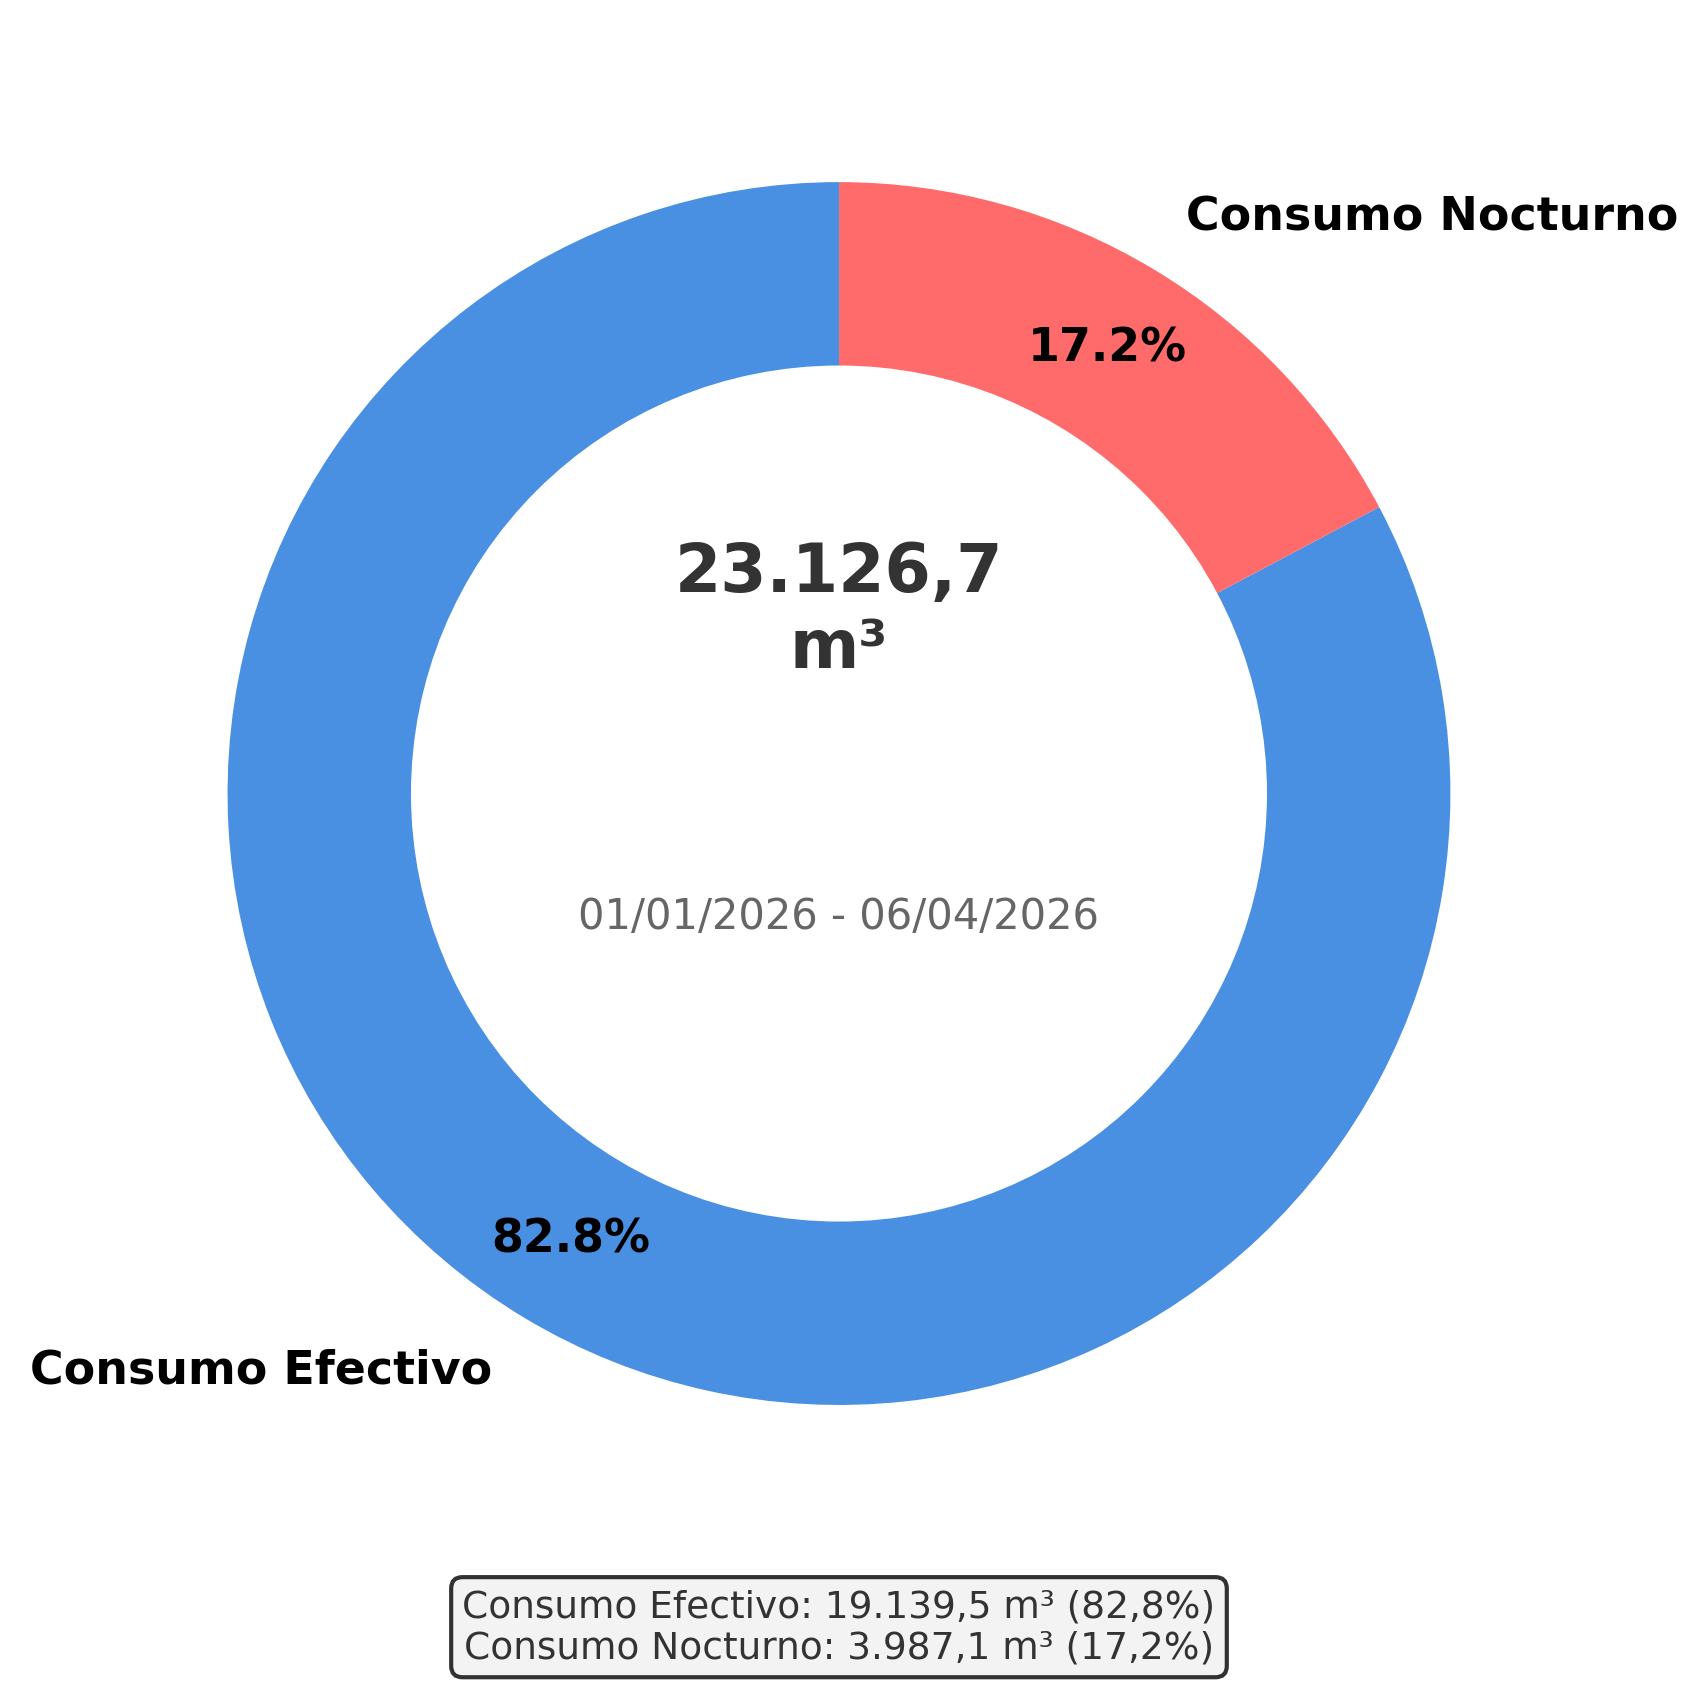 Consumo Nocturno
17.2%
23.126,7
m³
01/01/2026 - 06/04/2026
82.8%
Consumo Efectivo
Consumo Efectivo: 19.139,5 m³ (82,8%)
Consumo Nocturno: 3.987,1 m³ (17,2%)